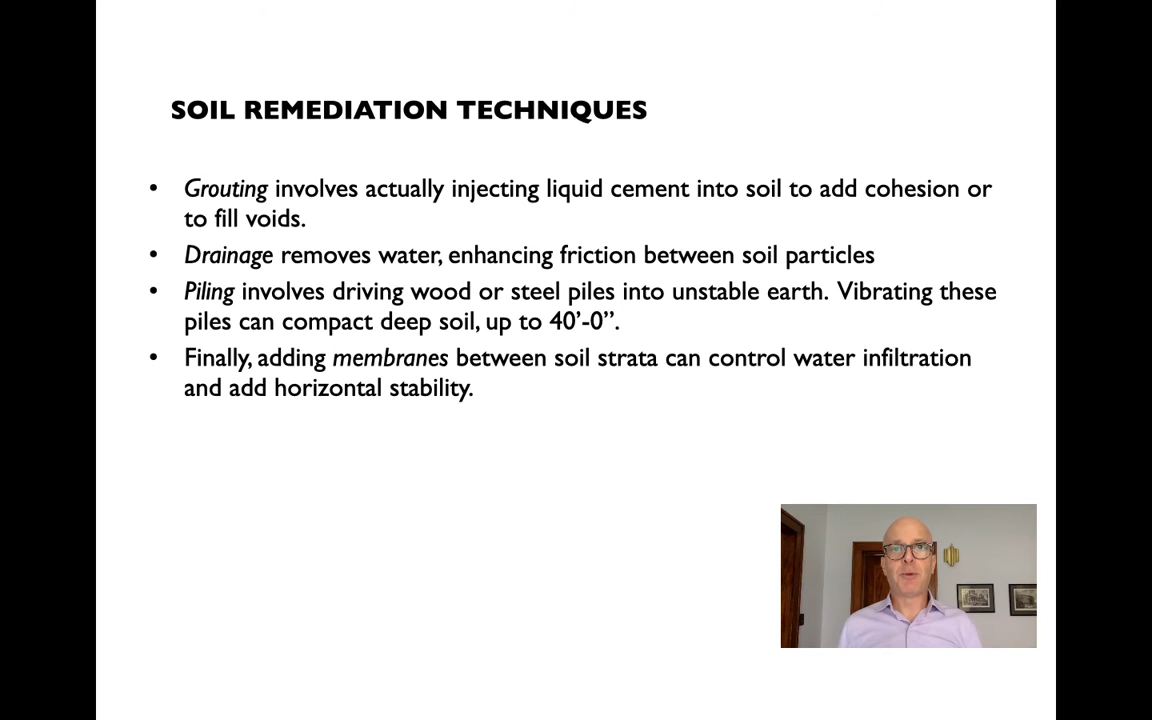 SOIL REMEDIATION TECHNIQUES
• Grouting involves actually injecting liquid cement into soil to add cohesion or
to fill voids.
• Drainage removes water, enhancing friction between soil particles
• Piling involves driving wood or steel piles into unstable earth.  Vibrating these
piles can compact deep soil, up to 40’-0”.
• Finally, adding membranes between soil strata can control water infiltration
and add horizontal stability.